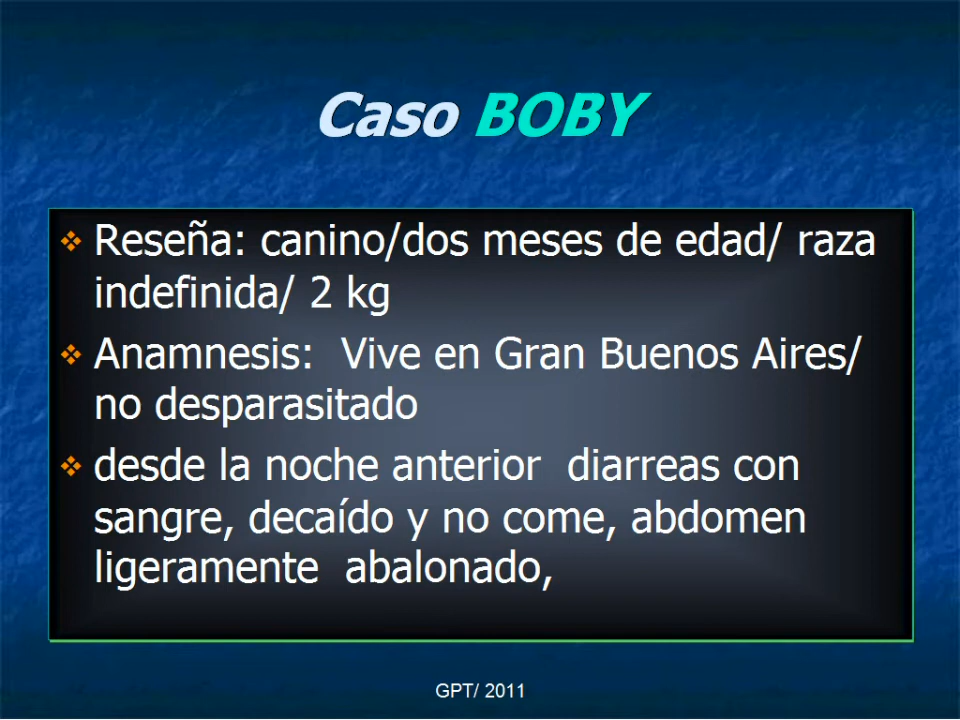 Caso BOBY
Reseña: canino/dos meses de edad/ raza
indefinida/ 2 kg
Anamnesis:  Vive en Gran Buenos Aires/
no desparasitado
desde la noche anterior  diarreas con
sangre, decaído y no come, abdomen
ligeramente  abalonado,
GPT/ 2011